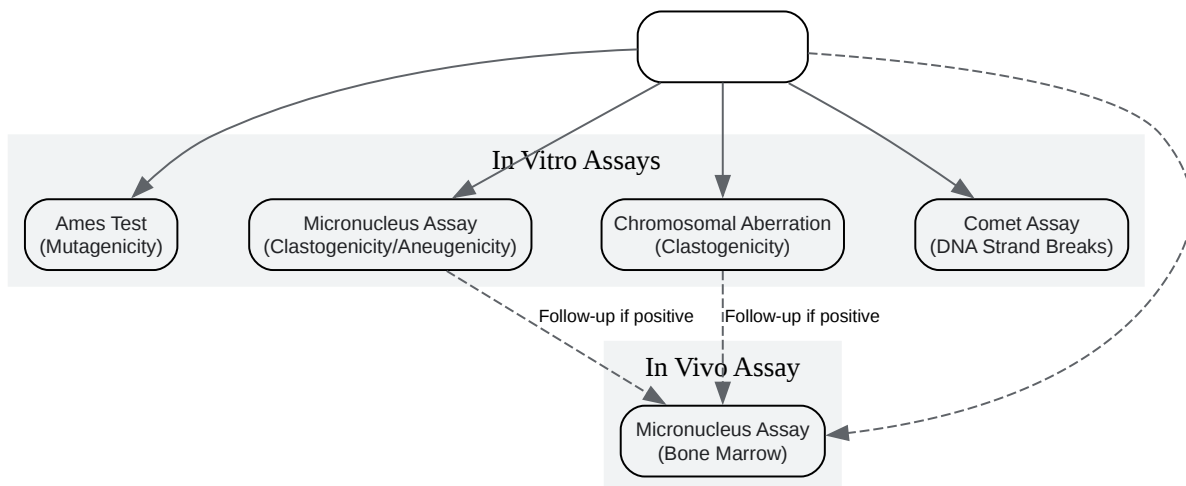 In Vitro Assays
Ames Test
(Mutagenicity)
Micronucleus Assay
(Clastogenicity/Aneugenicity)
Chromosomal Aberration
(Clastogenicity)
Comet Assay
(DNA Strand Breaks)
Follow-up if positive
Follow-up if positive
In Vivo Assay
Micronucleus Assay
(Bone Marrow)